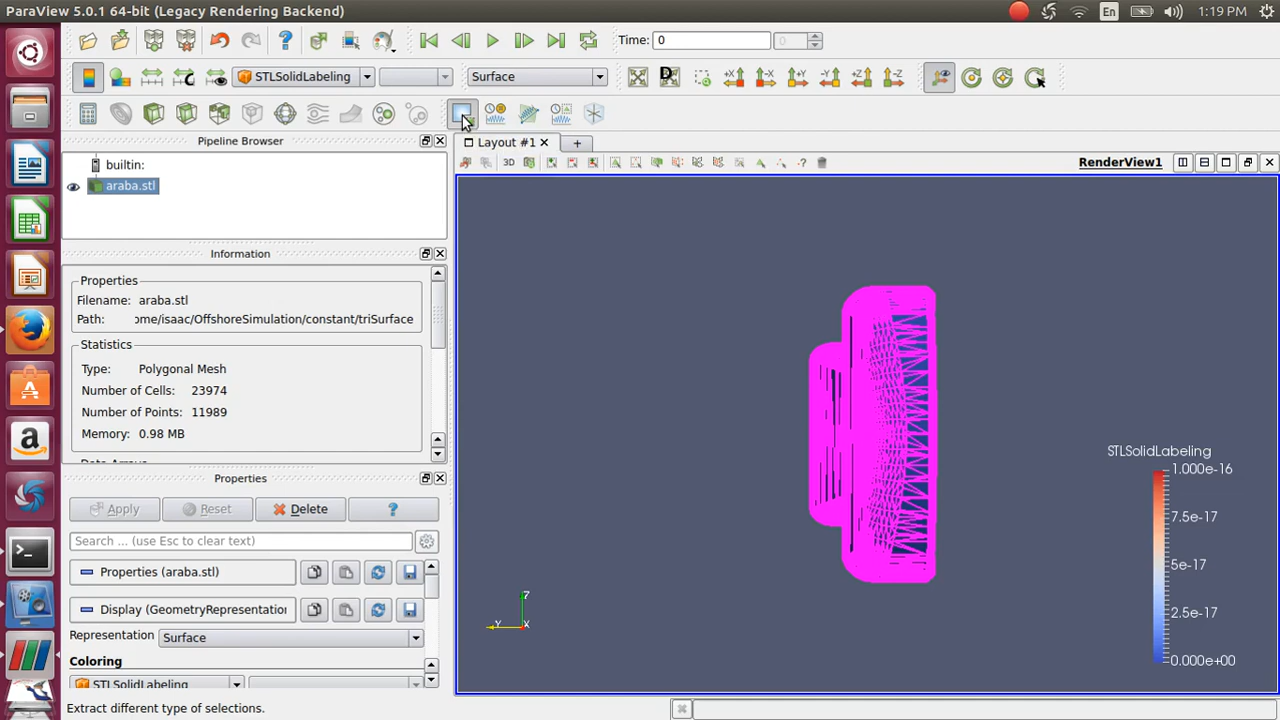 ParaView 5.0.1 64-bit (Legacy Rendering Backend)
En
1:19 PM
?
Time: 0
0
STLSolidLabeling
Surface
D
+X
-X
+Y
-Y
+Z
-Z
Pipeline Browser
Layout #1
+
builtin:
araba.stl
3D
RenderView1
Information
Properties
Filename: araba.stl
Path: ome/isaac/OffshoreSimulation/constant/triSurface
Statistics
Type: Polygonal Mesh
Number of Cells: 23974
Number of Points: 11989
Memory: 0.98 MB
Data Arrays
Properties
Apply
Reset
Delete
?
Search ... (use Esc to clear text)
Properties (araba.stl)
Display (GeometryRepresentation
Representation Surface
Coloring
STLSolidLabeling
Extract different type of selections.
Z
Y
X
STLSolidLabeling
1.000e-16
7.5e-17
5e-17
2.5e-17
0.000e+00